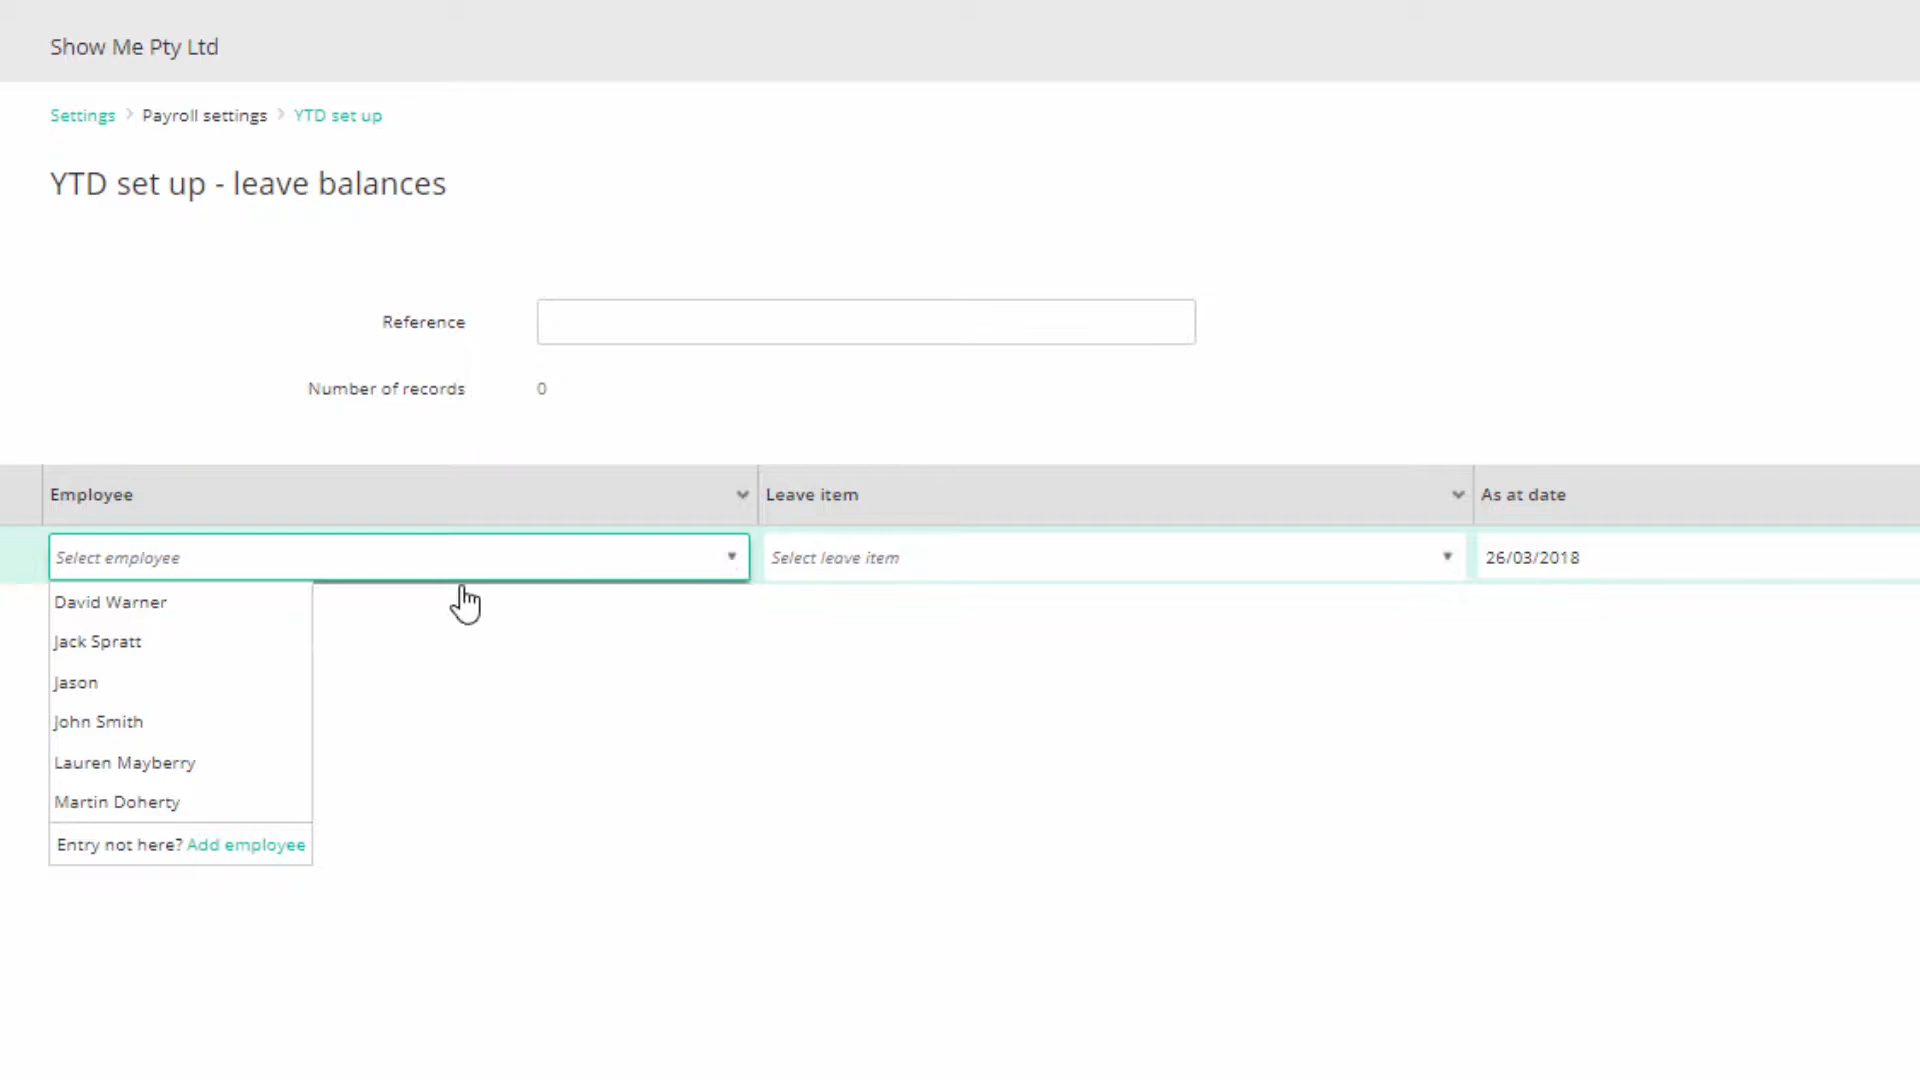 Show Me Pty Ltd
Settings > Payroll settings > YTD set up
YTD set up - leave balances
Reference
Number of records 0
Employee Leave item As at date
Select employee Select leave item 26/03/2018
David Warner
Jack Spratt
Jason
John Smith
Lauren Mayberry
Martin Doherty
Entry not here? Add employee